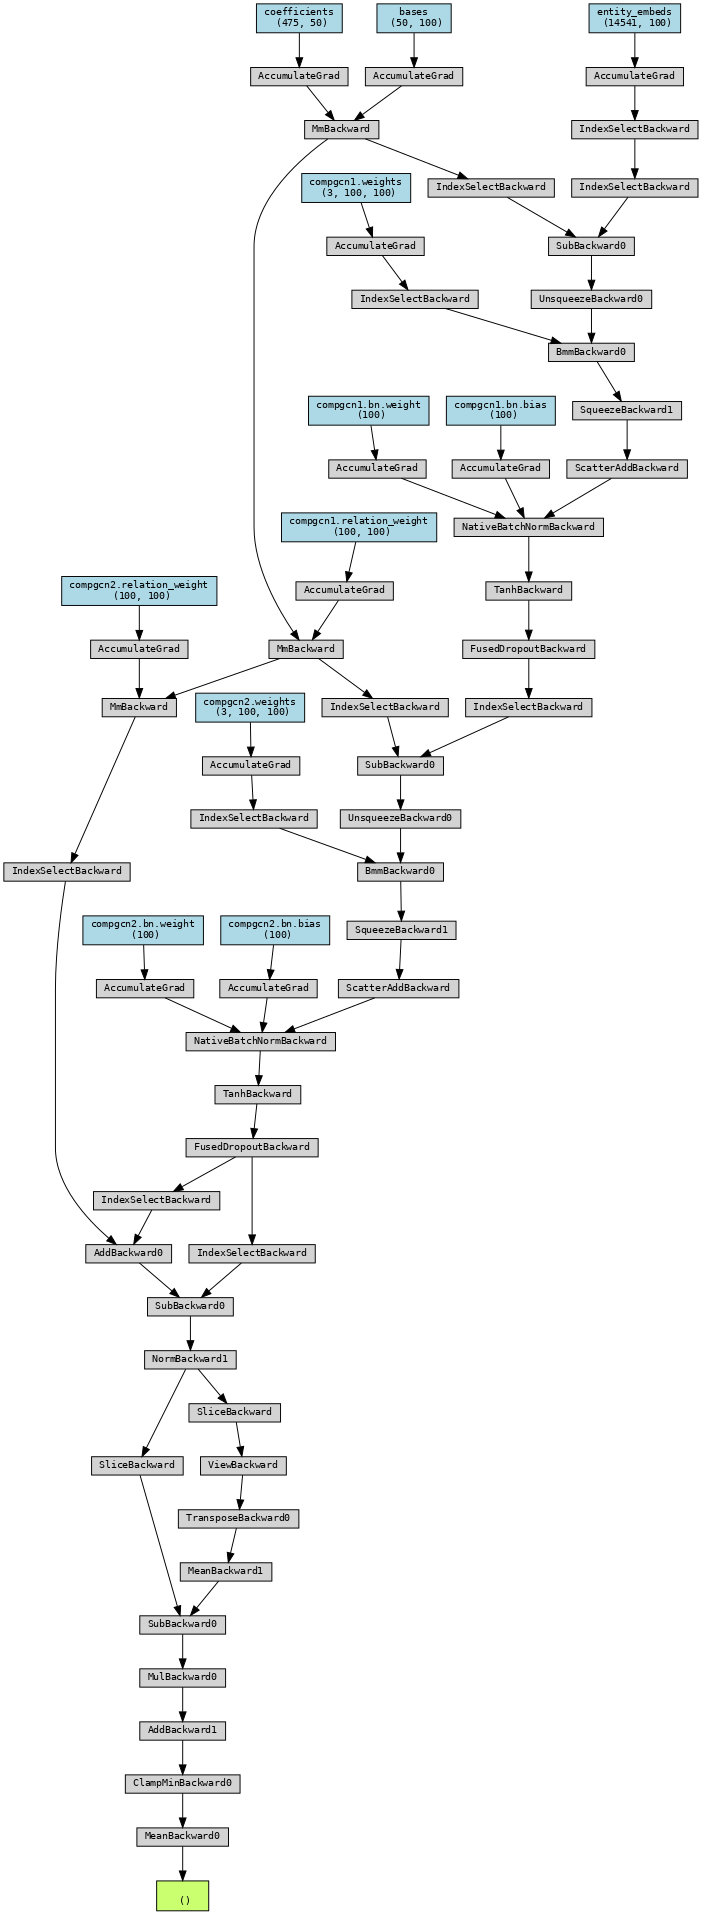 coefficients
(475, 50)
bases
(50, 100)
entity_embeds
(14541, 100)
AccumulateGrad
AccumulateGrad
AccumulateGrad
MmBackward
IndexSelectBackward
compgcn1.weights
(3, 100, 100)
IndexSelectBackward
IndexSelectBackward
AccumulateGrad
SubBackward0
IndexSelectBackward
UnsqueezeBackward0
BmmBackward0
compgcn1.bn.weight
(100)
compgcn1.bn.bias
(100)
SqueezeBackward1
AccumulateGrad
AccumulateGrad
ScatterAddBackward
compgcn1.relation_weight
(100, 100)
NativeBatchNormBackward
compgcn2.relation_weight
(100, 100)
AccumulateGrad
TanhBackward
AccumulateGrad
MmBackward
FusedDropoutBackward
MmBackward
compgcn2.weights
(3, 100, 100)
IndexSelectBackward
IndexSelectBackward
AccumulateGrad
SubBackward0
IndexSelectBackward
UnsqueezeBackward0
IndexSelectBackward
BmmBackward0
compgcn2.bn.weight
(100)
compgcn2.bn.bias
(100)
SqueezeBackward1
AccumulateGrad
AccumulateGrad
ScatterAddBackward
NativeBatchNormBackward
TanhBackward
FusedDropoutBackward
IndexSelectBackward
AddBackward0
IndexSelectBackward
SubBackward0
NormBackward1
SliceBackward
SliceBackward
ViewBackward
TransposeBackward0
MeanBackward1
SubBackward0
MulBackward0
AddBackward1
ClampMinBackward0
MeanBackward0
()